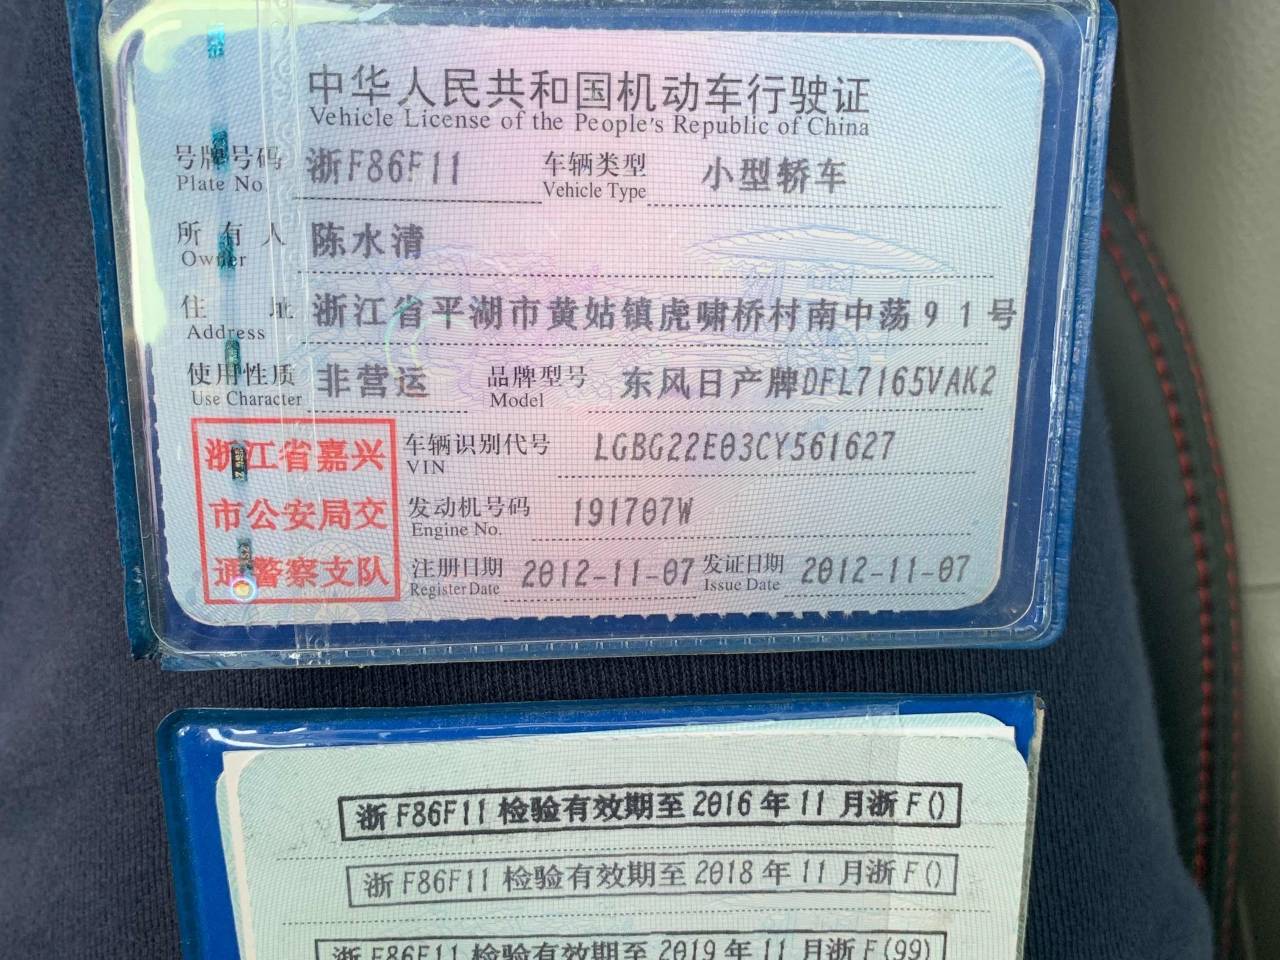 中华人民共和国机动车行驶证
Vehicle License of the People's Republic of China
号牌号码 浙F86F11 车辆类型 小型轿车
Plate No Vehicle Type
所有人 陈水清
Owner
住址 浙江省平湖市黄姑镇虎啸桥村南中荡91号
Address
使用性质 非营运 品牌型号 东风日产牌DFL7165VAK2
Use Character Model
浙江省嘉兴
市公安局交
通警察支队
车辆识别代号 LGBG22E03CY561627
VIN
发动机号码 191707W
Engine No.
注册日期 2012-11-07 发证日期 2012-11-07
Register Date Issue Date
浙F86F11检验有效期至2016年11月浙F()
浙F86F11检验有效期至2018年11月浙F()
浙F86F11检验有效期至2019年11月浙F(99)